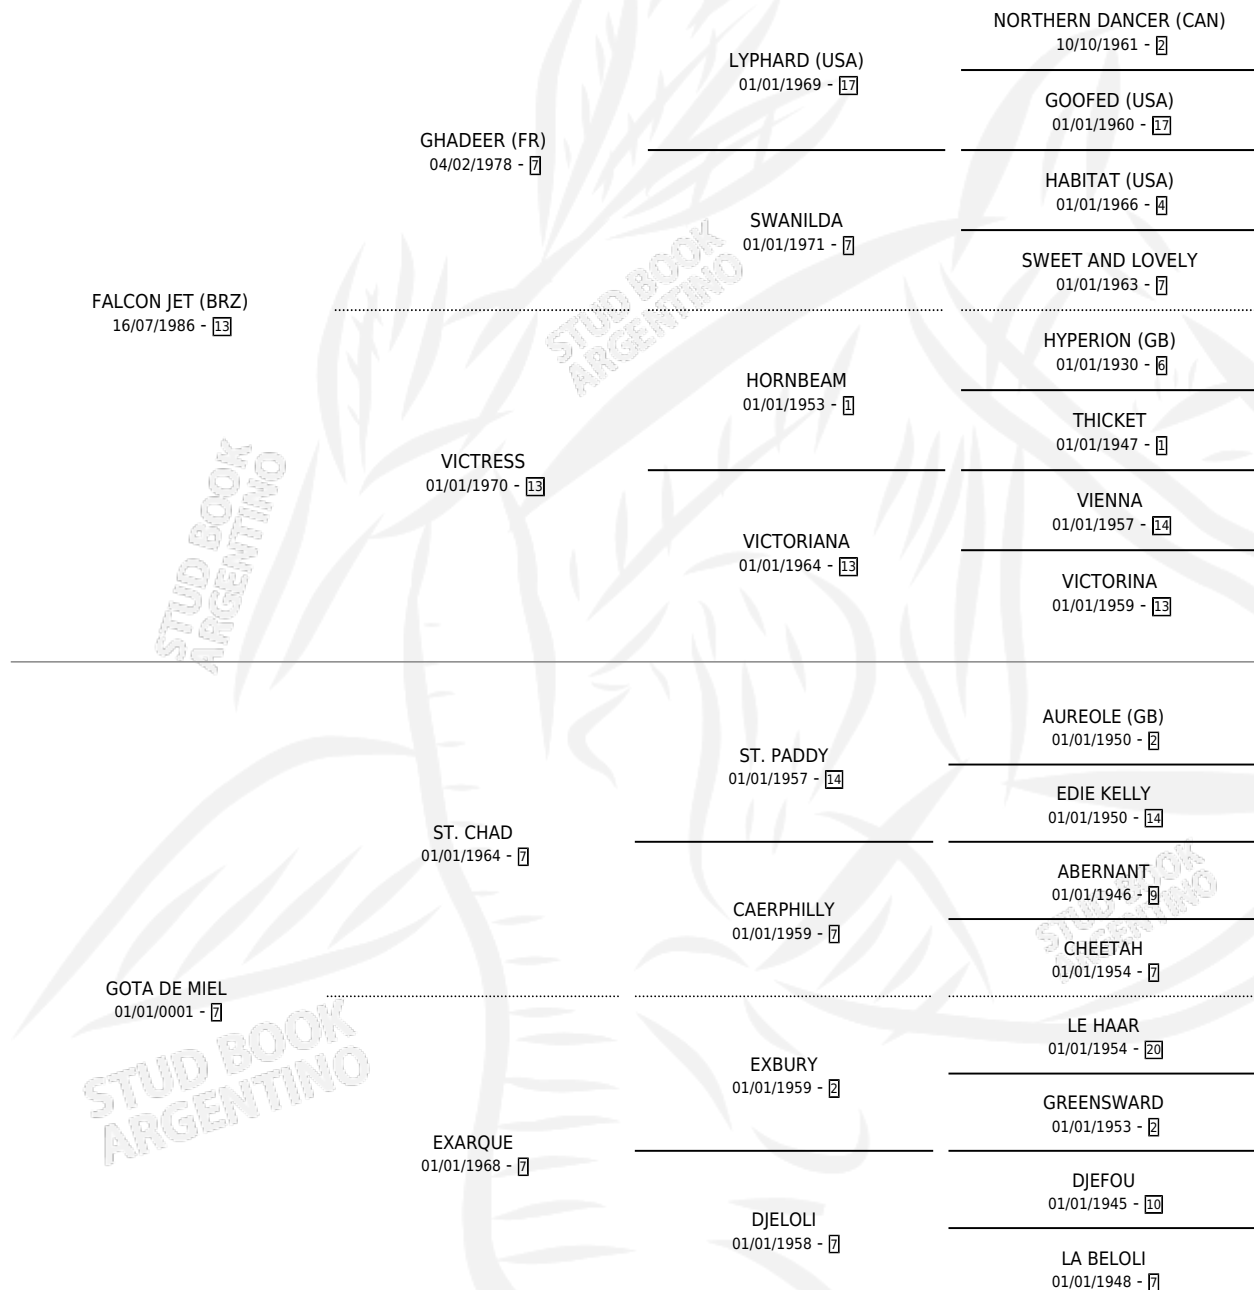 NORTHERN DANCER (CAN)
10/10/1961 - 2
LYPHARD (USA)
01/01/1969 - 17
GOOFED (USA)
01/01/1960 - 17
GHADEER (FR)
04/02/1978 - 7
HABITAT (USA)
01/01/1966 - 4
SWANILDA
01/01/1971 - 7
SWEET AND LOVELY
01/01/1963 - 7
FALCON JET (BRZ)
16/07/1986 - 13
STUD BOOK
ARGENTINO
HYPERION (GB)
01/01/1930 - 6
HORNBEAM
01/01/1953 - 1
THICKET
01/01/1947 - 1
VICTRESS
01/01/1970 - 13
VIENNA
01/01/1957 - 14
VICTORIANA
01/01/1964 - 13
VICTORINA
01/01/1959 - 13
STUD BOOK
ARGENTINO
AUREOLE (GB)
01/01/1950 - 2
ST. PADDY
01/01/1957 - 14
EDIE KELLY
01/01/1950 - 14
ST. CHAD
01/01/1964 - 7
ABERNANT
01/01/1946 - 9
CAERPHILLY
01/01/1959 - 7
STUD BOOK
ARGENTINO
CHEETAH
01/01/1954 - 7
GOTA DE MIEL
01/01/0001 - 7
STUD BOOK
ARGENTINO
LE HAAR
01/01/1954 - 20
EXBURY
01/01/1959 - 2
GREENSWARD
01/01/1953 - 2
EXARQUE
01/01/1968 - 7
DJEFOU
01/01/1945 - 10
DJELOLI
01/01/1958 - 7
LA BELOLI
01/01/1948 - 7